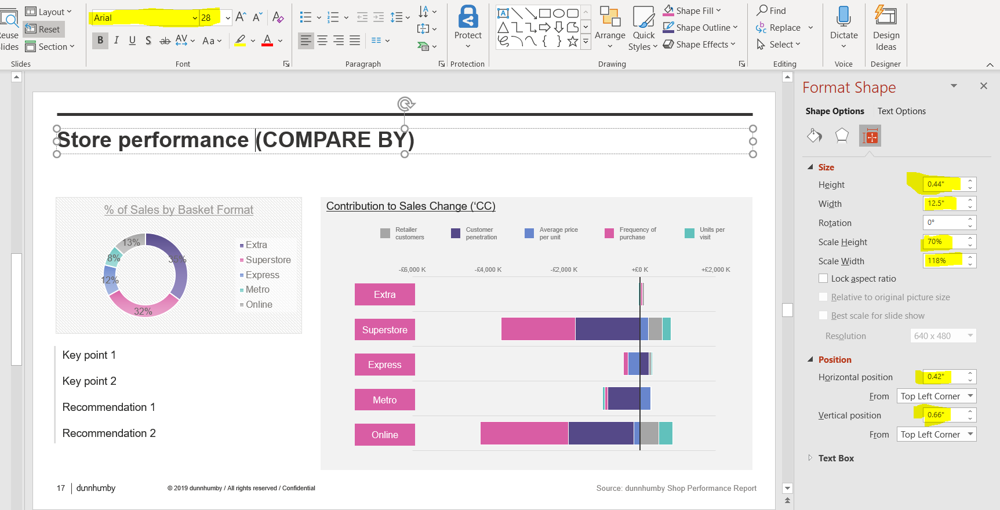 Layout
Reset
Section
Slides
Arial 28
B I U S ab AV Aa A
Font
Paragraph
Protect
Protection
Arrange
Quick
Styles
Shape Fill
Shape Outline
Shape Effects
Drawing
Find
Replace
Select
Editing
Dictate
Voice
Design
Ideas
Designer
Store performance (COMPARE BY)
% of Sales by Basket Format
13%
35%
8%
12%
32%
Extra
Superstore
Express
Metro
Online
Key point 1
Key point 2
Recommendation 1
Recommendation 2
Contribution to Sales Change (‘CC)
Retailer
customers
Customer
penetration
Average price
per unit
Frequency of
purchase
Units per
visit
-£6,000 K -£4,000 K -£2,000 K +£0 K +£2,000 K
Extra
Superstore
Express
Metro
Online
17 dunnhumby © 2019 dunnhumby / All rights reserved / Confidential Source: dunnhumby Shop Performance Report
Format Shape
Shape Options Text Options
Size
Height 0.44"
Width 12.5"
Rotation 0°
Scale Height 70%
Scale Width 118%
Lock aspect ratio
Relative to original picture size
Best scale for slide show
Resolution 640 x 480
Position
Horizontal position 0.42"
From Top Left Corner
Vertical position 0.66"
From Top Left Corner
Text Box